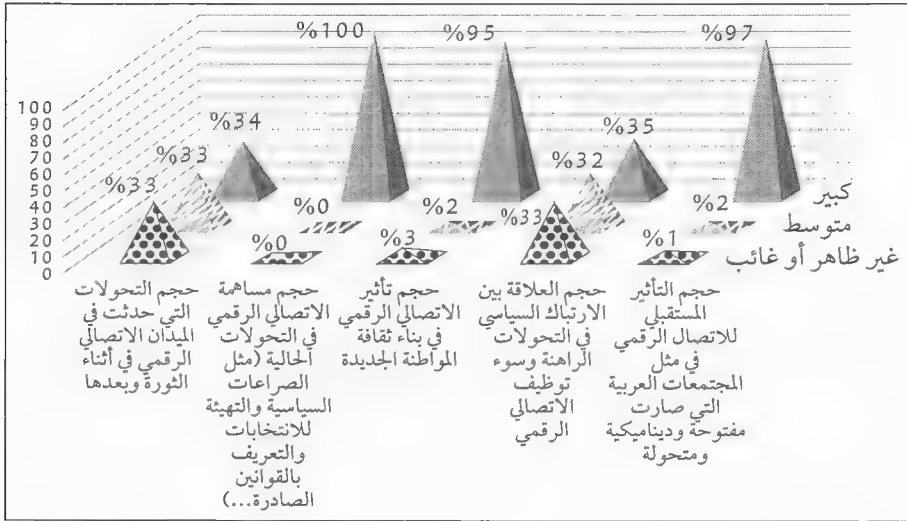 %100
%95
%97
%34
%35
%33
%32
%33
%0
%2
%33
%2
%0
%3
%1
100
90
80
70
60
50
40
30
20
10
0
كبير
متوسط
غير ظاهر أو غائب
حجم التحولات
التي حدثت في
الميدان الاتصالي
الرقمي في أثناء
الثورة وبعدها
حجم مساهمة
الاتصالي الرقمي
في التحولات
الحالية (مثل
الصراعات
السياسية والتهيئة
للانتخابات
والتعريف
بالقوانين
الصادرة...)
حجم تأثير
الاتصالي الرقمي
في بناء ثقافة
المواطنة الجديدة
حجم العلاقة بين
الارتباك السياسي
في التحولات
الراهنة وسوء
توظيف
الاتصالي
الرقمي
حجم التأثير
المستقبلي
للاتصال الرقمي
في مثل
المجتمعات العربية
التي صارت
مفتوحة وديناميكية
ومتحولة